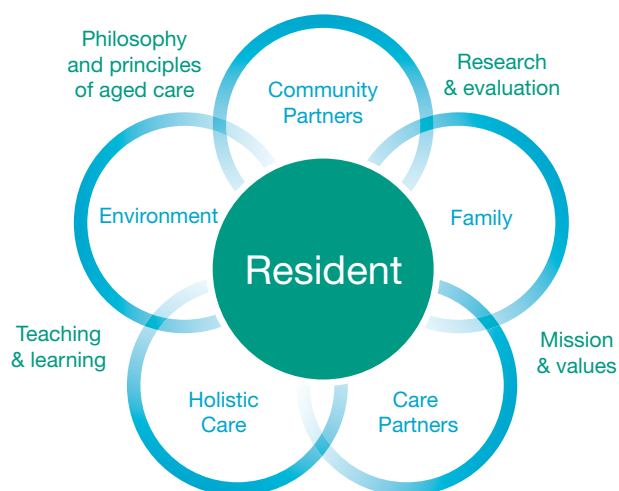 Philosophy
and principles
of aged care
Community
Partners
Research
& evaluation
Environment
Family
Resident
Teaching
& learning
Mission
& values
Holistic
Care
Care
Partners